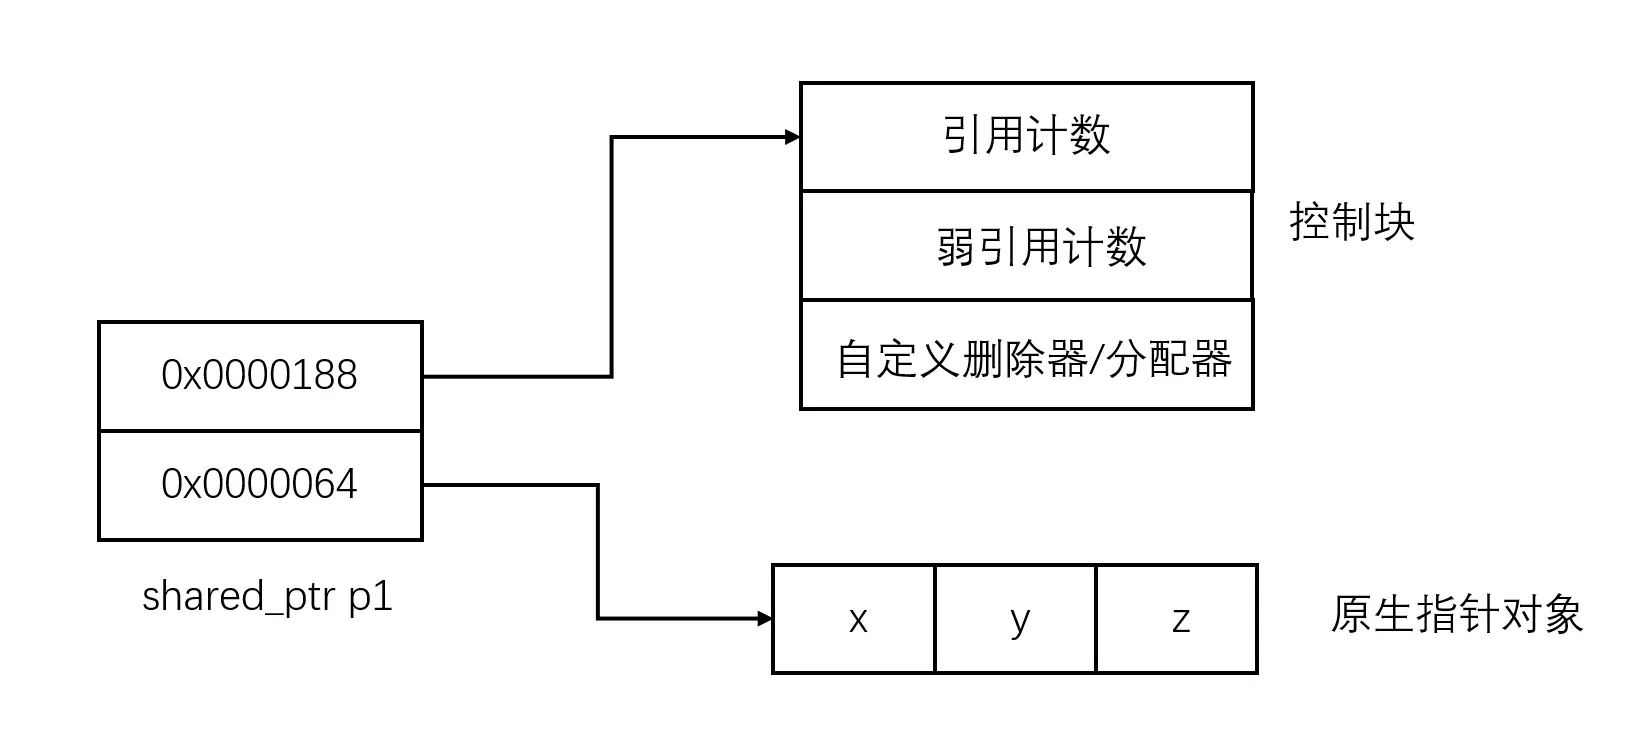 引用计数
弱引用计数
自定义删除器/分配器
控制块
0x0000188
0x0000064
shared_ptr p1
x
y
z
原生指针对象